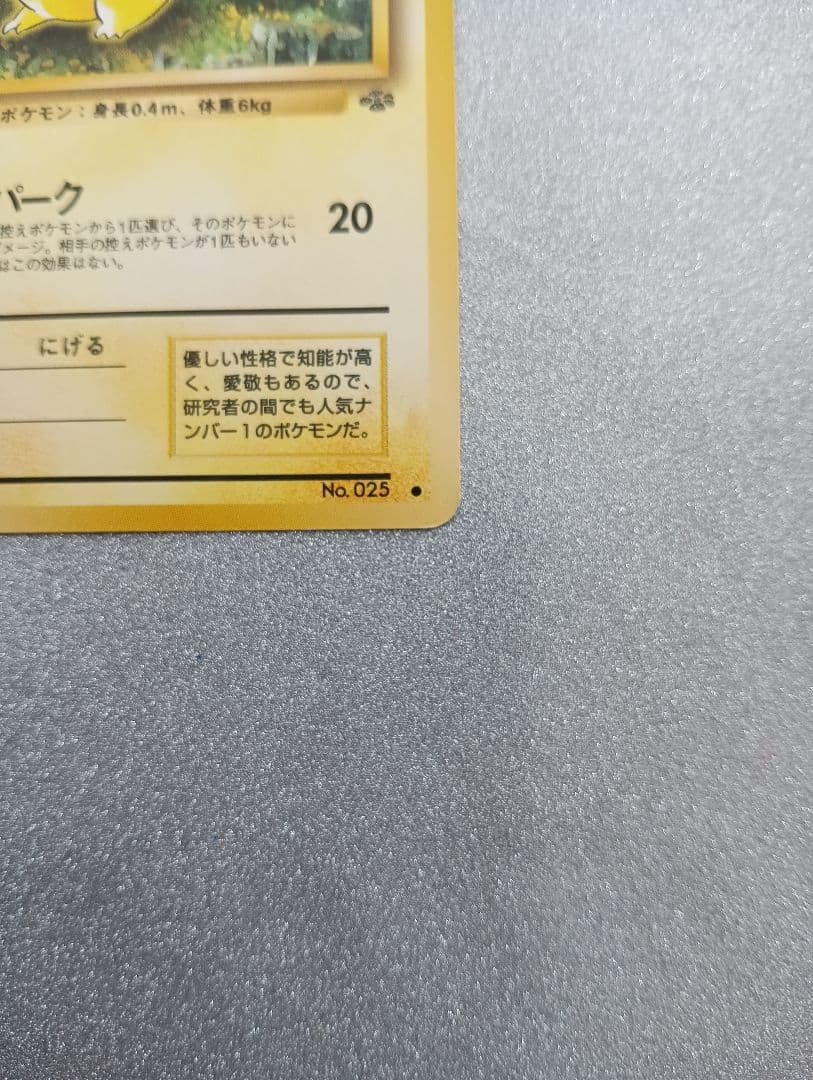 ポケモン：身長0.4m、体重6kg
パーク
20
控えポケモンから1匹選び、そのポケモンに
メージ。相手の控えポケモンが1匹もいない
はこの効果はない。
にげる
優しい性格で知能が高
く、愛敬もあるので、
研究者の間でも人気ナ
ンバー1のポケモンだ。
No. 025